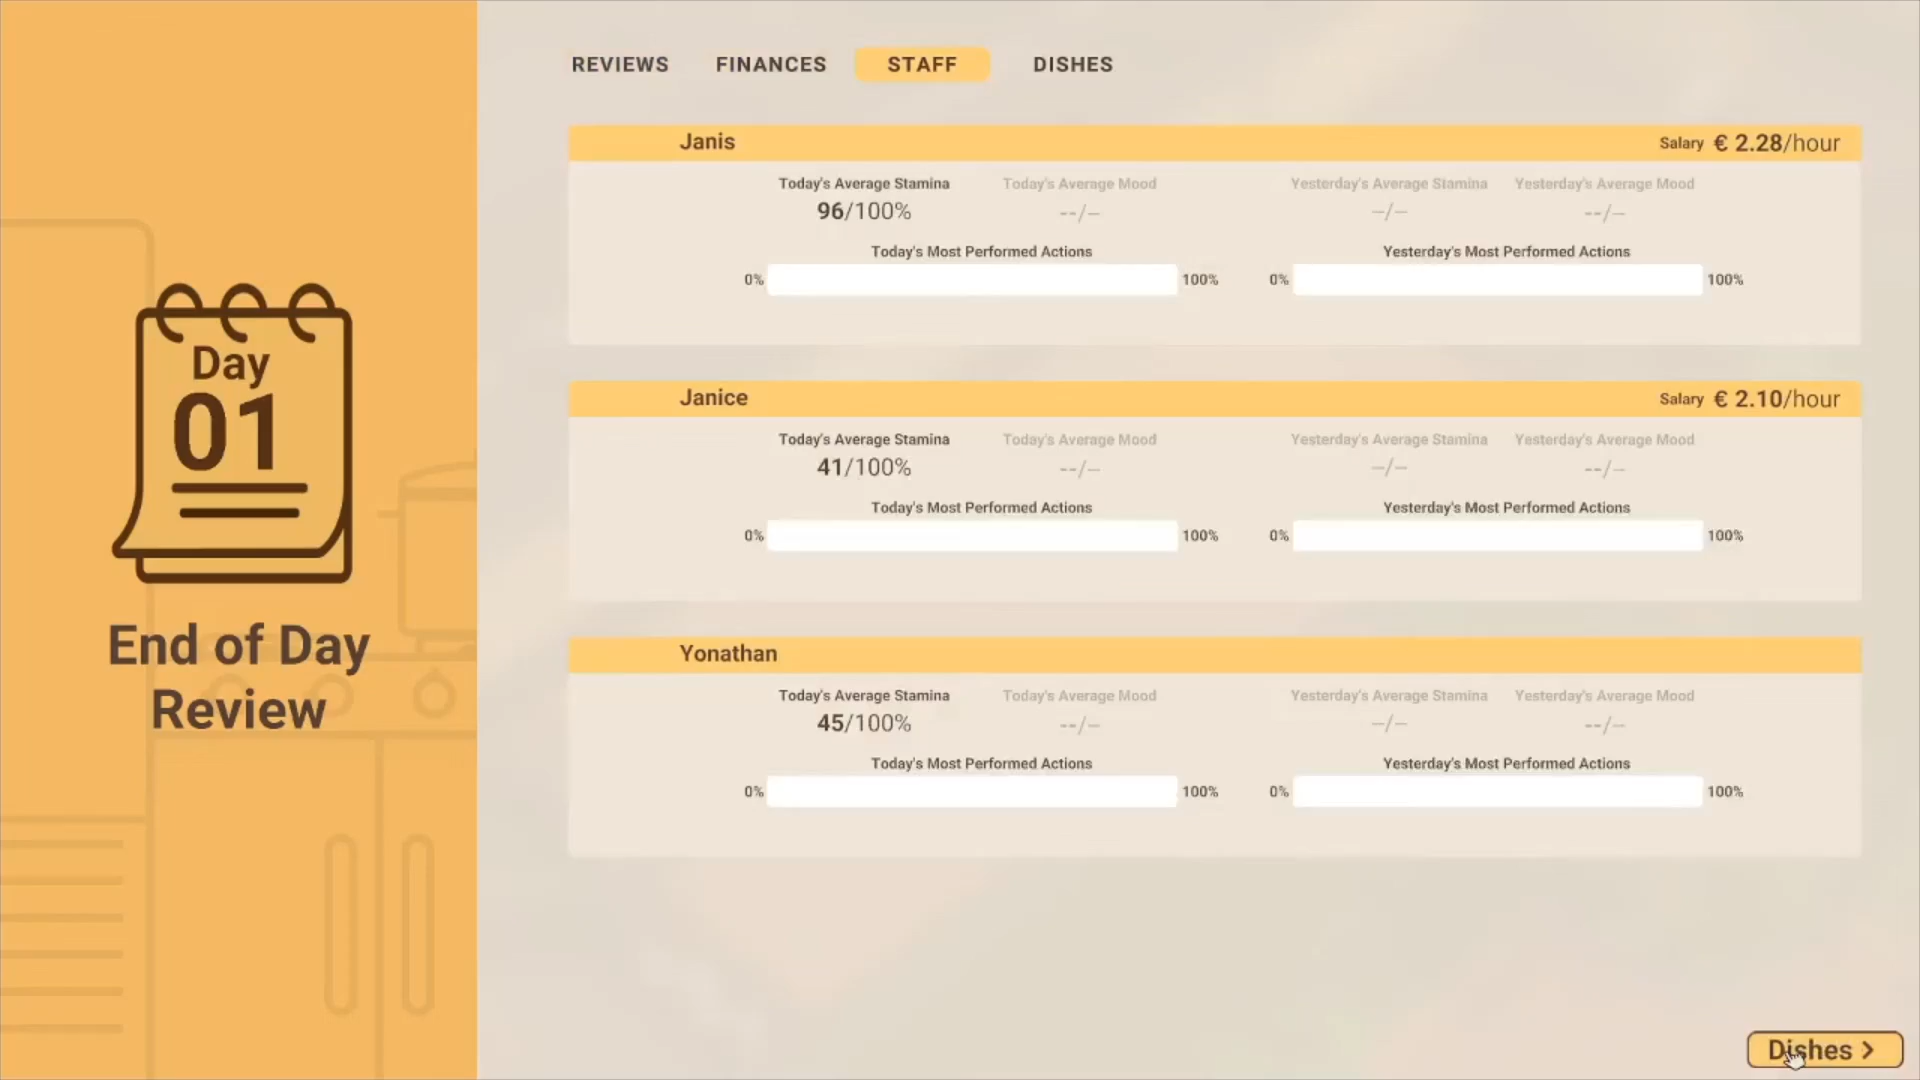 REVIEWS FINANCES STAFF DISHES
Day
01
End of Day
Review
Janis Salary € 2.28/hour
Today's Average Stamina Today's Average Mood Yesterday's Average Stamina Yesterday's Average Mood
96/100% --/-- --/-- --/--
Today's Most Performed Actions Yesterday's Most Performed Actions
0% 100% 0% 100%
Janice Salary € 2.10/hour
Today's Average Stamina Today's Average Mood Yesterday's Average Stamina Yesterday's Average Mood
41/100% --/-- --/-- --/--
Today's Most Performed Actions Yesterday's Most Performed Actions
0% 100% 0% 100%
Yonathan
Today's Average Stamina Today's Average Mood Yesterday's Average Stamina Yesterday's Average Mood
45/100% --/-- --/-- --/--
Today's Most Performed Actions Yesterday's Most Performed Actions
0% 100% 0% 100%
Dishes >